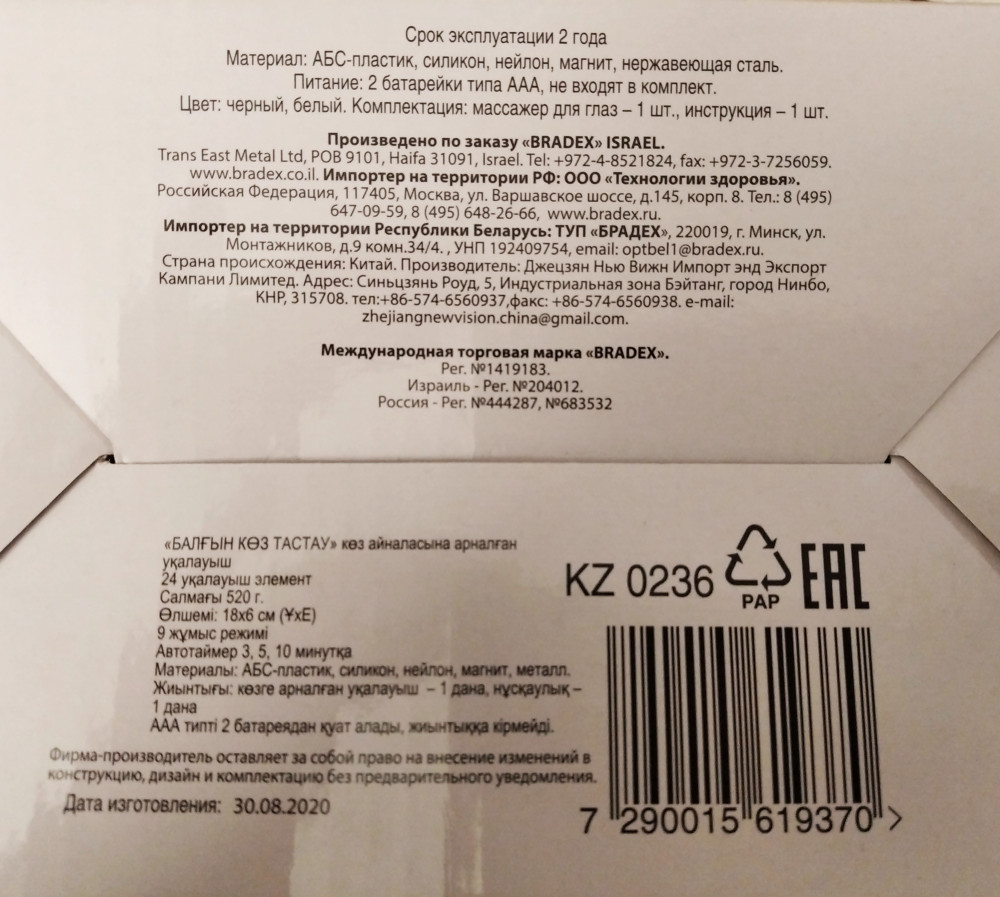 Срок эксплуатации 2 года
Материал: АБС-пластик, силикон, нейлон, магнит, нержавеющая сталь.
Питание: 2 батарейки типа ААА, не входят в комплект.
Цвет: черный, белый. Комплектация: массажер для глаз – 1 шт., инструкция – 1 шт.
Произведено по заказу «BRADEX» ISRAEL.
Trans East Metal Ltd, POB 9101, Haifa 31091, Israel. Tel: +972-4-8521824, fax: +972-3-7256059.
www.bradex.co.il. Импортер на территории РФ: ООО «Технологии здоровья».
Российская Федерация, 117405, Москва, ул. Варшавское шоссе, д.145, корп. 8. Тел.: 8 (495)
647-09-59, 8 (495) 648-26-66, www.bradex.ru.
Импортер на территории Республики Беларусь: ТУП «БРАДЕХ», 220019, г. Минск, ул.
Монтажников, д.9 комн.34/4. , УНП 192409754, email: optbel1@bradex.ru.
Страна происхождения: Китай. Производитель: Джецзян Нью Вижн Импорт энд Экспорт
Кампани Лимитед. Адрес: Синьцзянь Роуд, 5, Индустриальная зона Бэйтанг, город Нинбо,
КНР, 315708. тел:+86-574-6560937,факс: +86-574-6560938. e-mail:
zhejiangnewvision.china@gmail.com.
Международная торговая марка «BRADEX».
Рег. №1419183.
Израиль - Рег. №204012.
Россия - Рег. №444287, №683532
«БАЛҒЫН КӨЗ ТАСТАУ» көз айналасына арналған
уқалауыш
24 уқалауыш элемент
Салмағы 520 г.
Өлшемі: 18х6 см (ҰхЕ)
9 жұмыс режимі
Автотаймер 3, 5, 10 минутқа
Материалы: АБС-пластик, силикон, нейлон, магнит, металл.
Жиынтығы: көзге арналған уқалауыш – 1 дана, нұсқаулық –
1 дана
ААА типті 2 батареядан қуат алады, жиынтыққа кірмейді.
Фирма-производитель оставляет за собой право на внесение изменений в
конструкцию, дизайн и комплектацию без предварительного уведомления.
Дата изготовления: 30.08.2020
KZ 0236
PAP
EAC
7 290015 619370 >